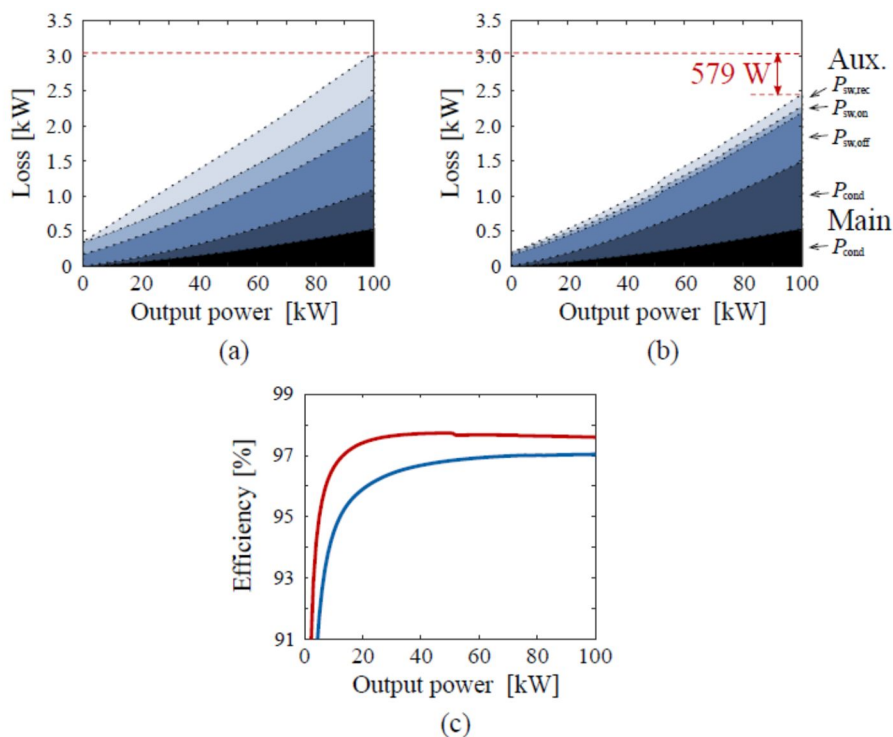 3.5
3.0
2.5
2.0
1.5
1.0
0.5
0
Loss [kW]
0 20 40 60 80 100
Output power [kW]
(a)
3.5
3.0
2.5
2.0
1.5
1.0
0.5
0
Loss [kW]
579 W
Aux.
Psw,rec
Psw,on
Psw,off
Pcond
Main
Pcond
0 20 40 60 80 100
Output power [kW]
(b)
99
97
95
93
91
Efficiency [%]
0 20 40 60 80 100
Output power [kW]
(c)